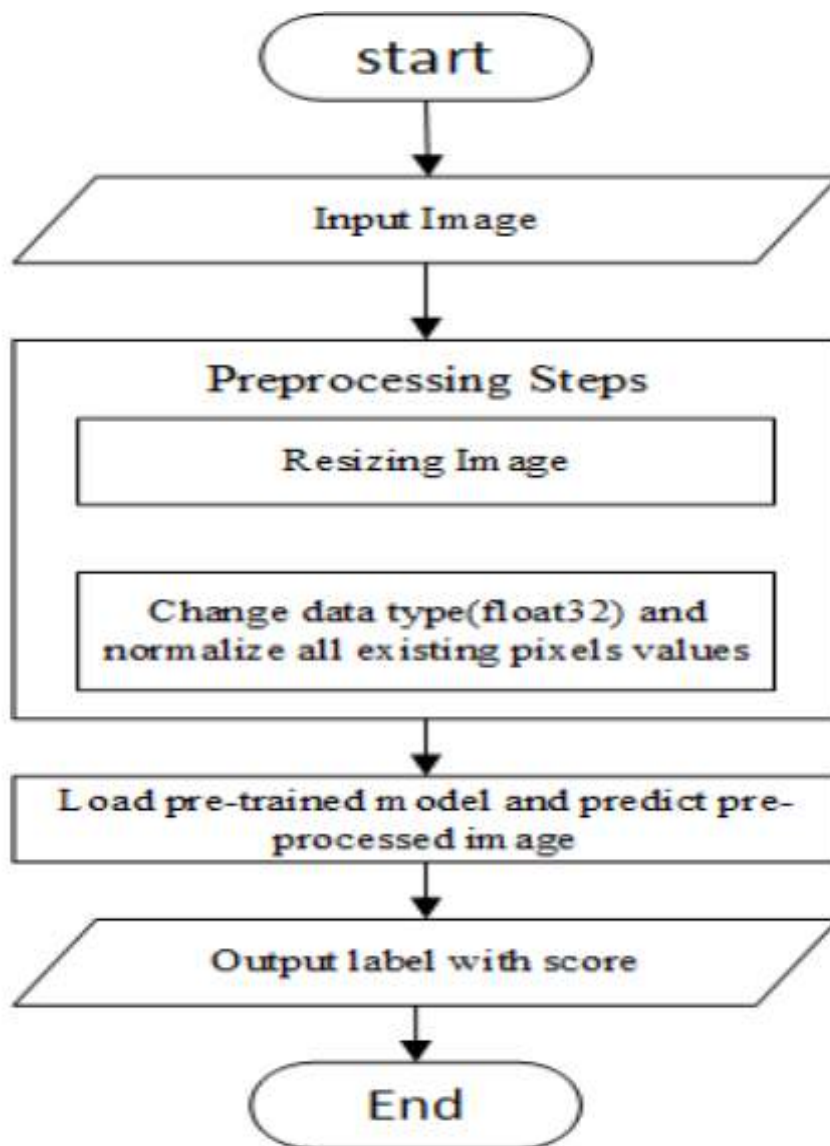 start
Input Image
Preprocessing Steps
Resizing Image
Change data type(float32) and
normalize all existing pixels values
Load pre-trained model and predict pre-
processed image
Output label with score
End